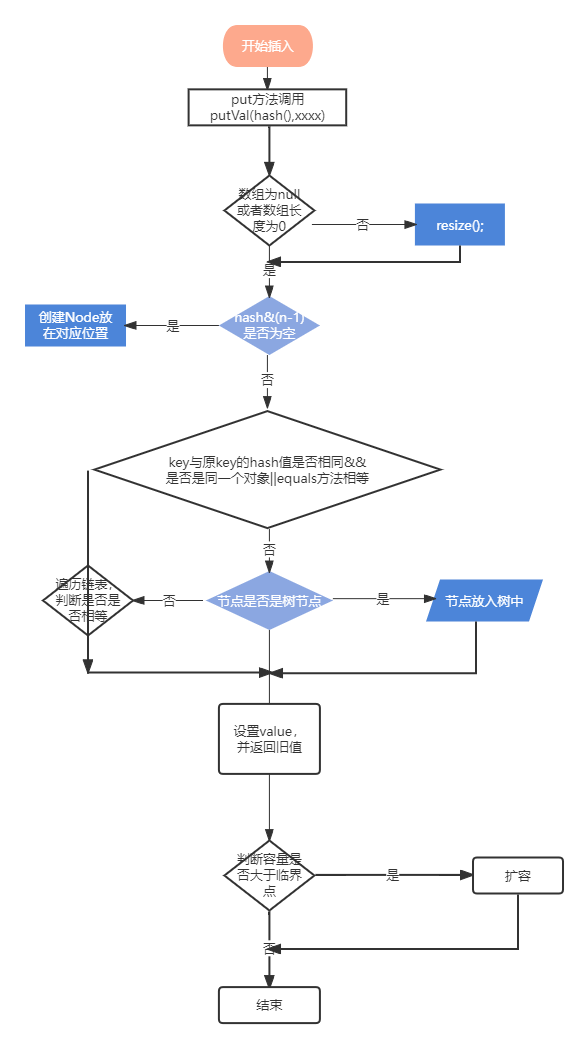 开始插入
put方法调用
putVal(hash(),xxxx)
数组为null
或者数组长
度为0
否
resize();
是
hash&(n-1)
是否为空
是
创建Node放
在对应位置
否
key与原key的hash值是否相同&&
是否是同一个对象||equals方法相等
否
遍历链表，
判断是否是
否相等
否
节点是否是树节点
是
节点放入树中
设置value，
并返回旧值
判断容量是
否大于临界
点
是
扩容
否
结束